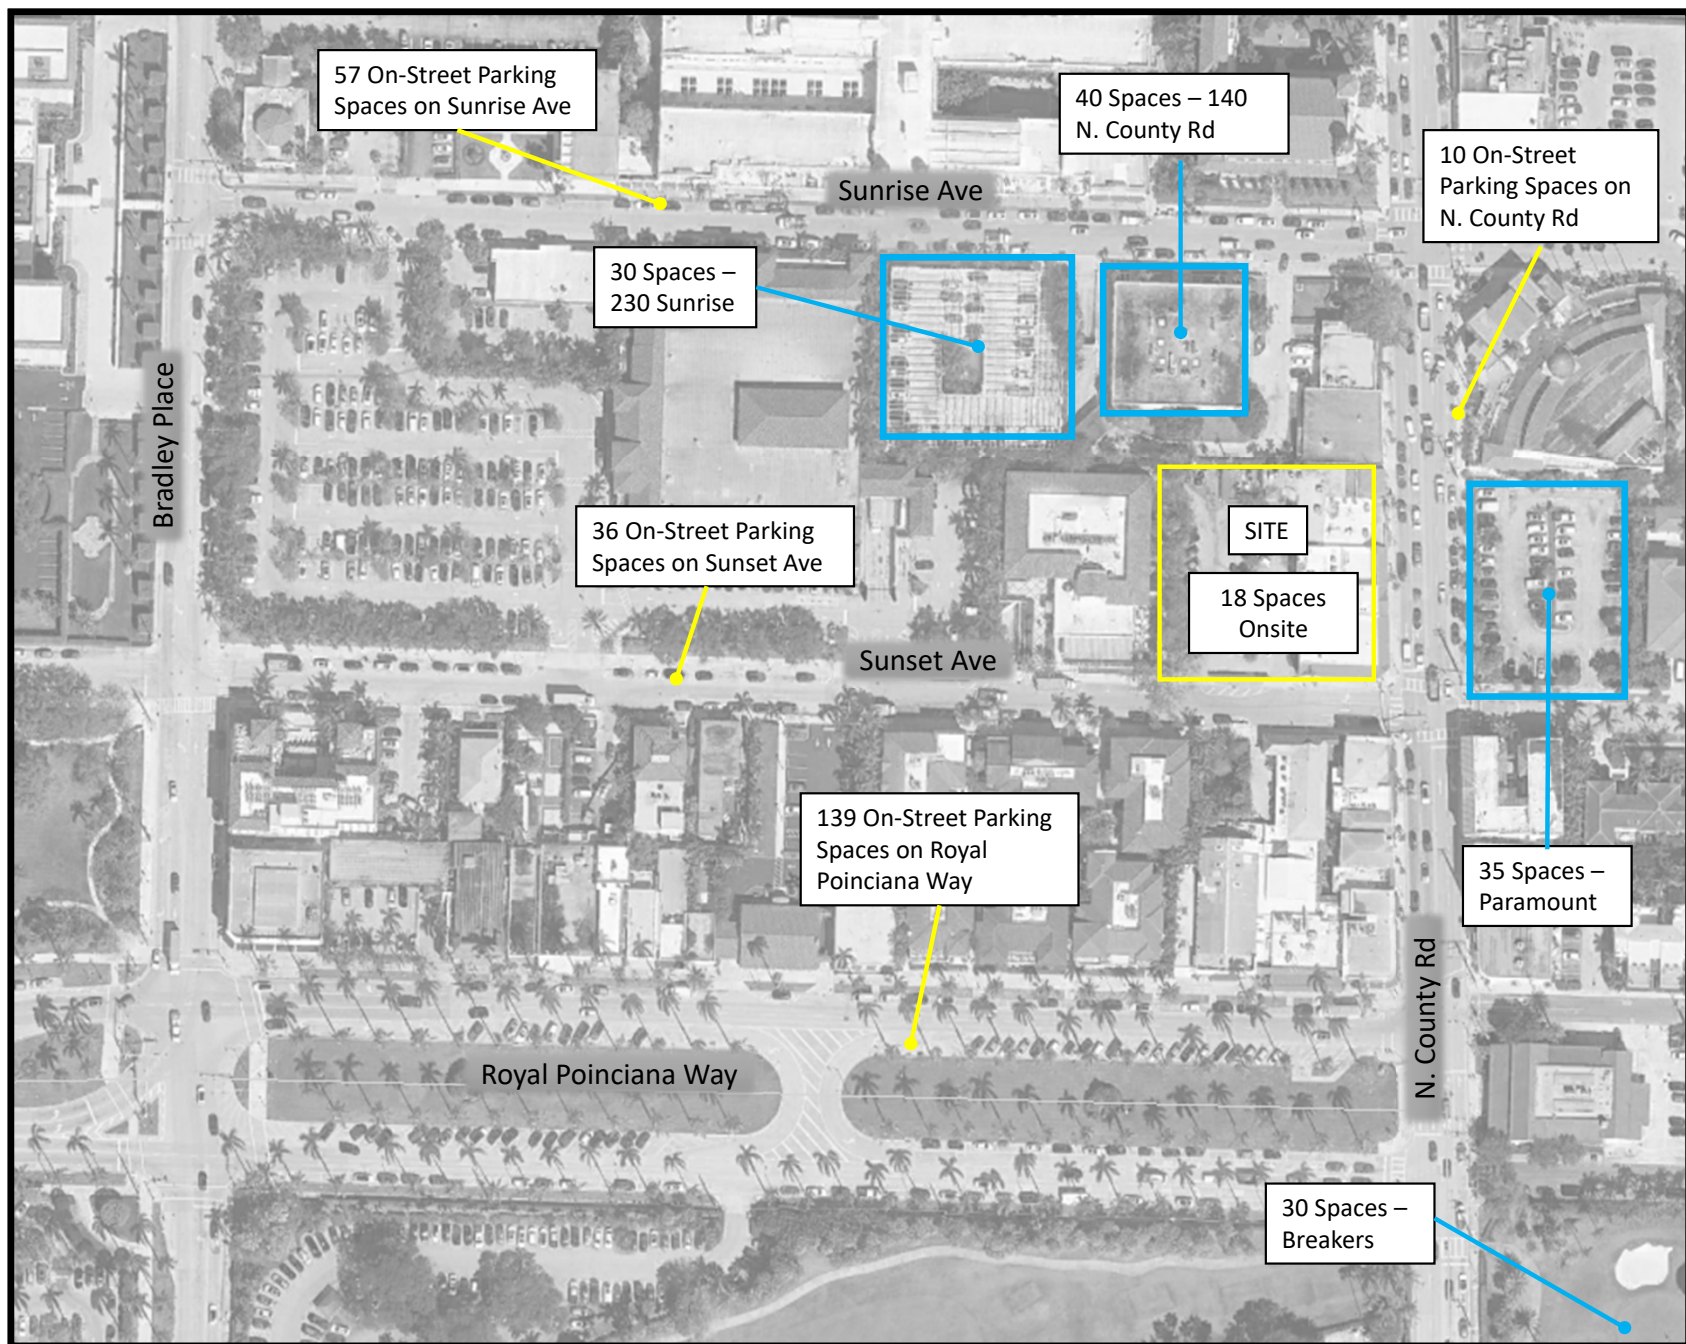 57 On-Street Parking
Spaces on Sunrise Ave
40 Spaces – 140
N. County Rd
10 On-Street
Parking Spaces on
N. County Rd
Sunrise Ave
30 Spaces –
230 Sunrise
Bradley Place
36 On-Street Parking
Spaces on Sunset Ave
SITE
18 Spaces
Onsite
Sunset Ave
139 On-Street Parking
Spaces on Royal
Poinciana Way
35 Spaces –
Paramount
N. County Rd
Royal Poinciana Way
30 Spaces –
Breakers